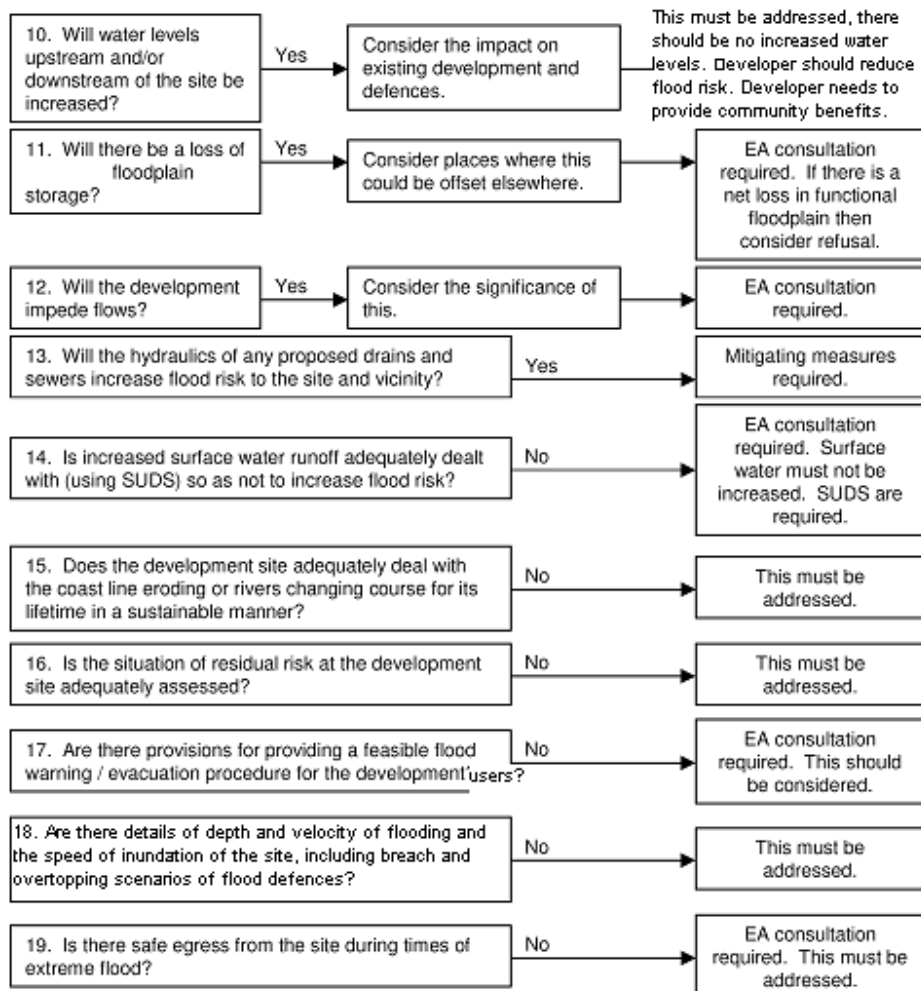 10. Will water levels
upstream and/or
downstream of the site be
increased?
Yes
Consider the impact on
existing development and
defences.
This must be addressed, there
should be no increased water
levels. Developer should reduce
flood risk. Developer needs to
provide community benefits.
11. Will there be a loss of
floodplain
storage?
Yes
Consider places where this
could be offset elsewhere.
EA consultation
required. If there is a
net loss in functional
floodplain then
consider refusal.
12. Will the development
impede flows?
Yes
Consider the significance of
this.
EA consultation
required.
13. Will the hydraulics of any proposed drains and
sewers increase flood risk to the site and vicinity?
Yes
Mitigating measures
required.
14. Is increased surface water runoff adequately dealt
with (using SUDS) so as not to increase flood risk?
No
EA consultation
required. Surface
water must not be
increased. SUDS are
required.
15. Does the development site adequately deal with
the coast line eroding or rivers changing course for its
lifetime in a sustainable manner?
No
This must be
addressed.
16. Is the situation of residual risk at the development
site adequately assessed?
No
This must be
addressed.
17. Are there provisions for providing a feasible flood
warning / evacuation procedure for the development' users?
No
EA consultation
required. This should
be considered.
18. Are there details of depth and velocity of flooding and
the speed of inundation of the site, including breach and
overtopping scenarios of flood defences?
No
This must be
addressed.
19. Is there safe egress from the site during times of
extreme flood?
No
EA consultation
required. This must be
addressed.